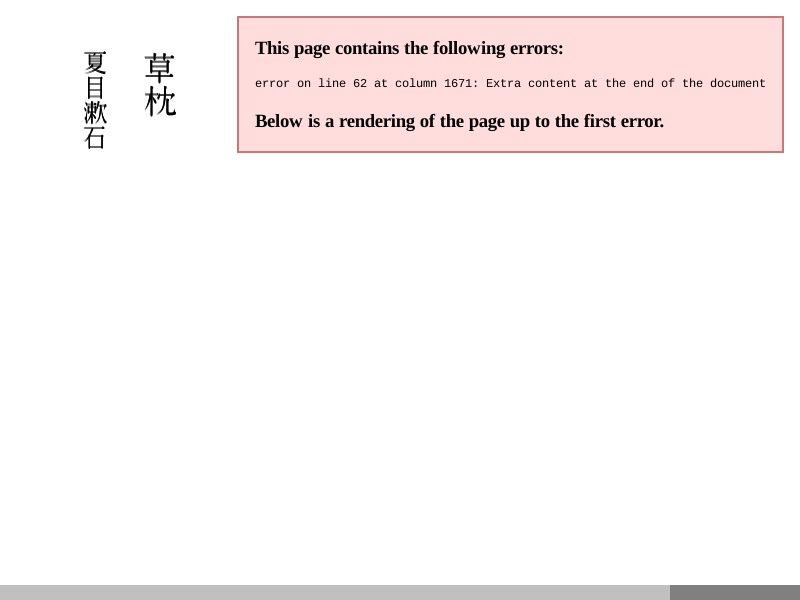 This page contains the following errors:
error on line 62 at column 1671: Extra content at the end of the document
Below is a rendering of the page up to the first error.
草枕
夏目漱石